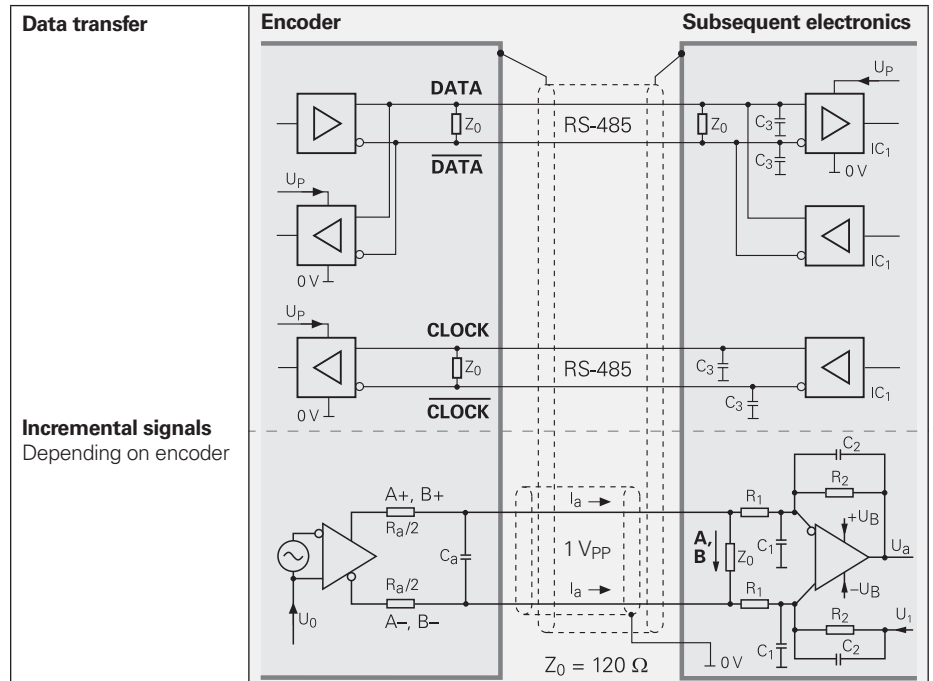 Data transfer
Encoder
Subsequent electronics
DATA
Z0
RS-485
Z0
C3
UP
IC1
C3
0 V
DATA
UP
0 V
IC1
UP
CLOCK
Z0
RS-485
C3
0 V
CLOCK
C3
IC1
Incremental signals
Depending on encoder
A+, B+
Ra/2
Ca
Ia
1 VPP
Ia
Ra/2
A–, B–
U0
R1
A,
B
Z0
C1
R1
C1
C2
R2
+UB
Ua
–UB
R2
U1
C2
Z0 = 120 Ω
0 V